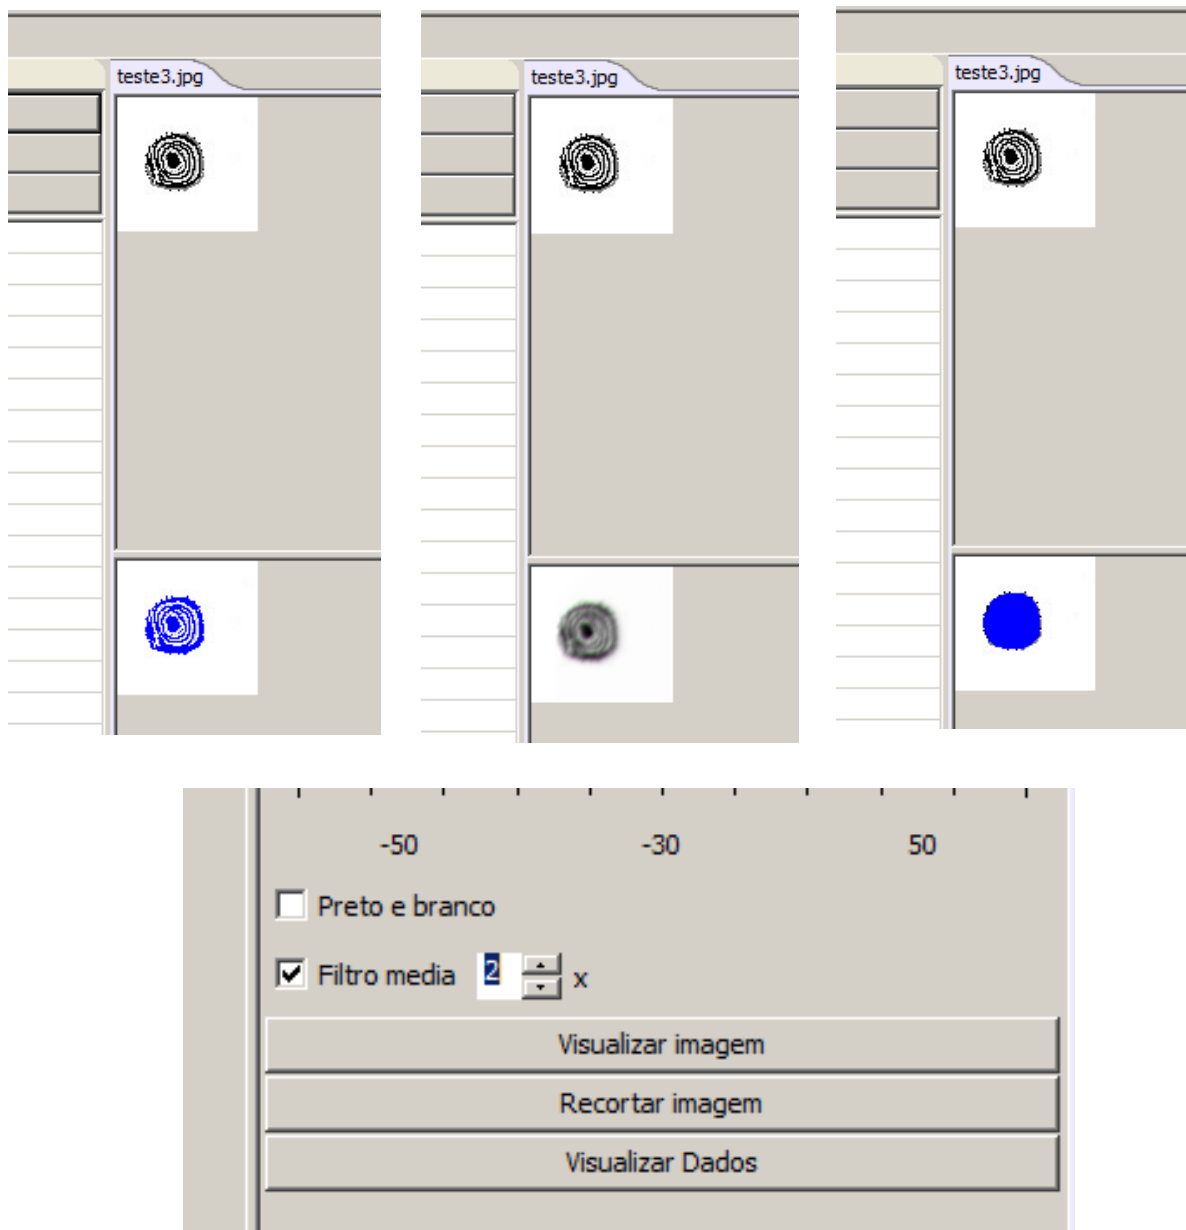 teste3.jpg
teste3.jpg
teste3.jpg
-50 -30 50
Preto e branco
Filtro media 2 x
Visualizar imagem
Recortar imagem
Visualizar Dados